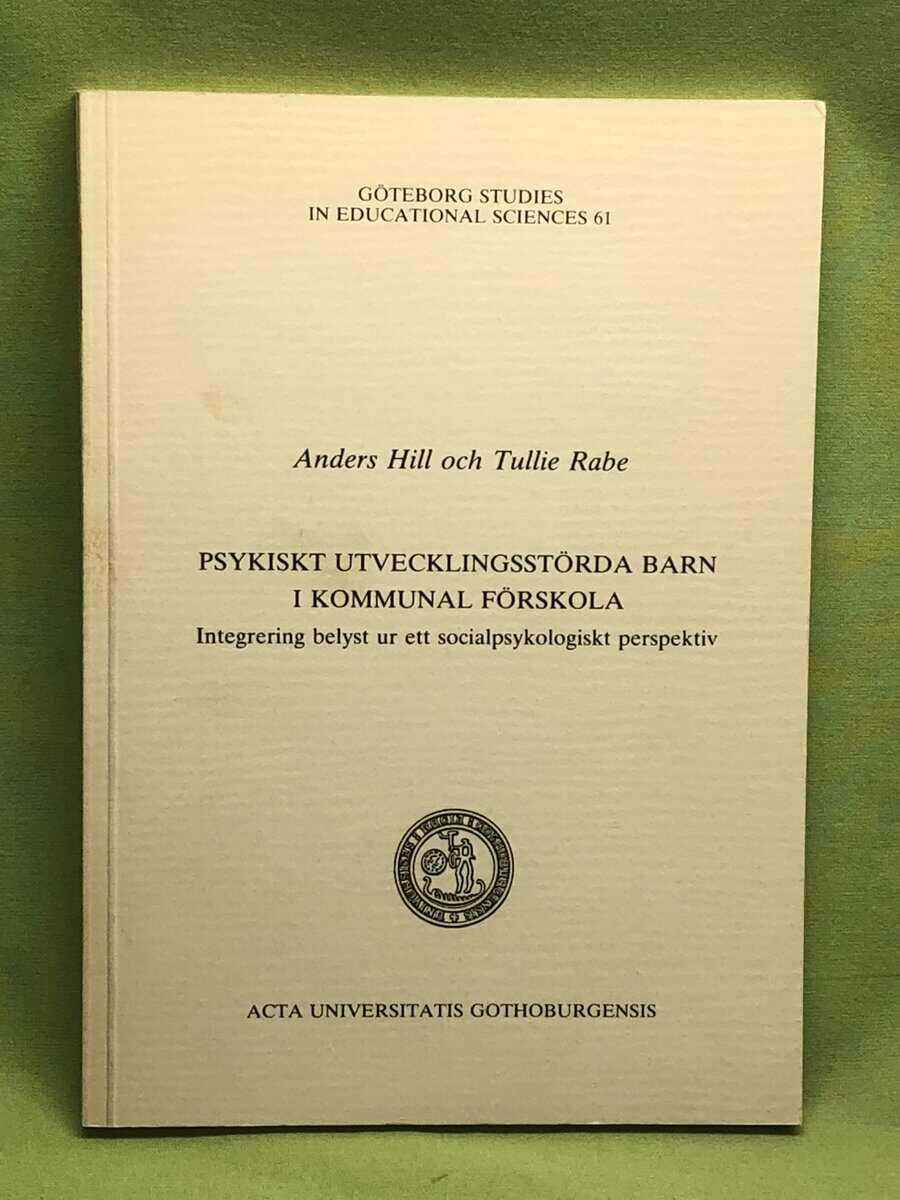 GÖTEBORG STUDIES
IN EDUCATIONAL SCIENCES 61
Anders Hill och Tullie Rabe
PSYKISKT UTVECKLINGSSTÖRDA BARN
I KOMMUNAL FÖRSKOLA
Integrering belyst ur ett socialpsykologiskt perspektiv
ACTA UNIVERSITATIS GOTHOBURGENSIS